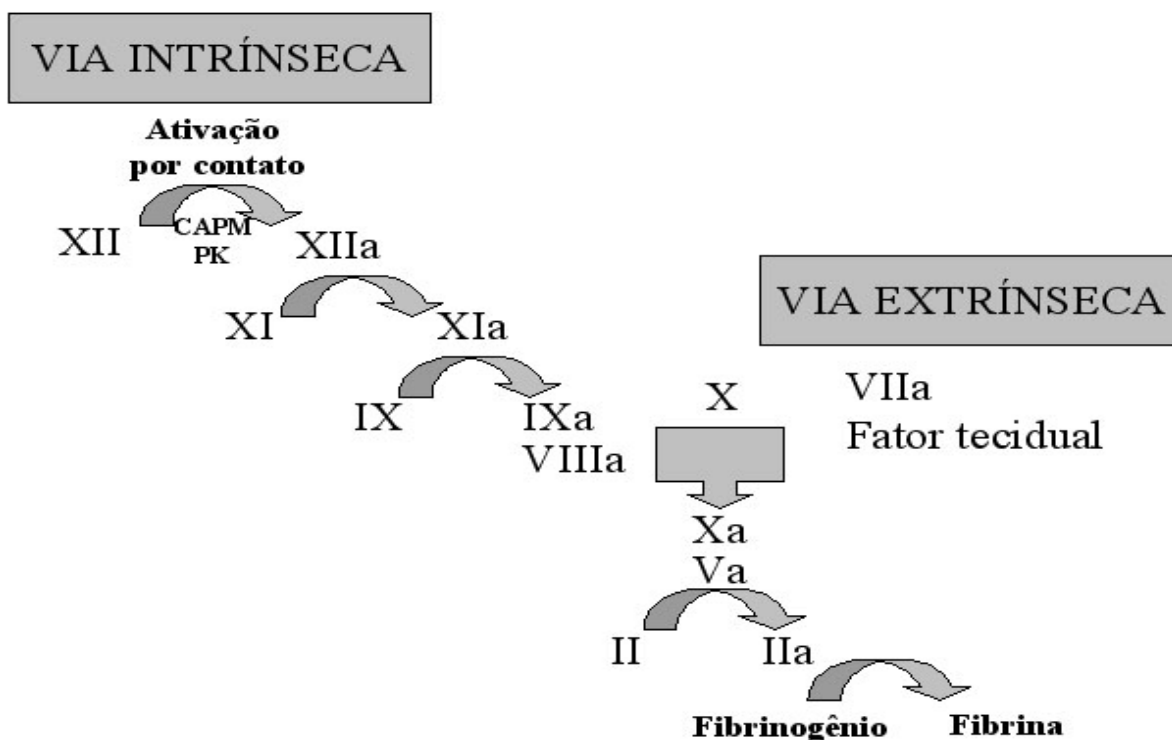 VIA INTRÍNSECA
Ativação
por contato
CAPM
PK
XII
XIIa
XI
XIa
IX
IXa
VIIIa
VIA EXTRÍNSECA
VIIa
Fator tecidual
X
Xa
Va
II
IIa
Fibrinogênio
Fibrina